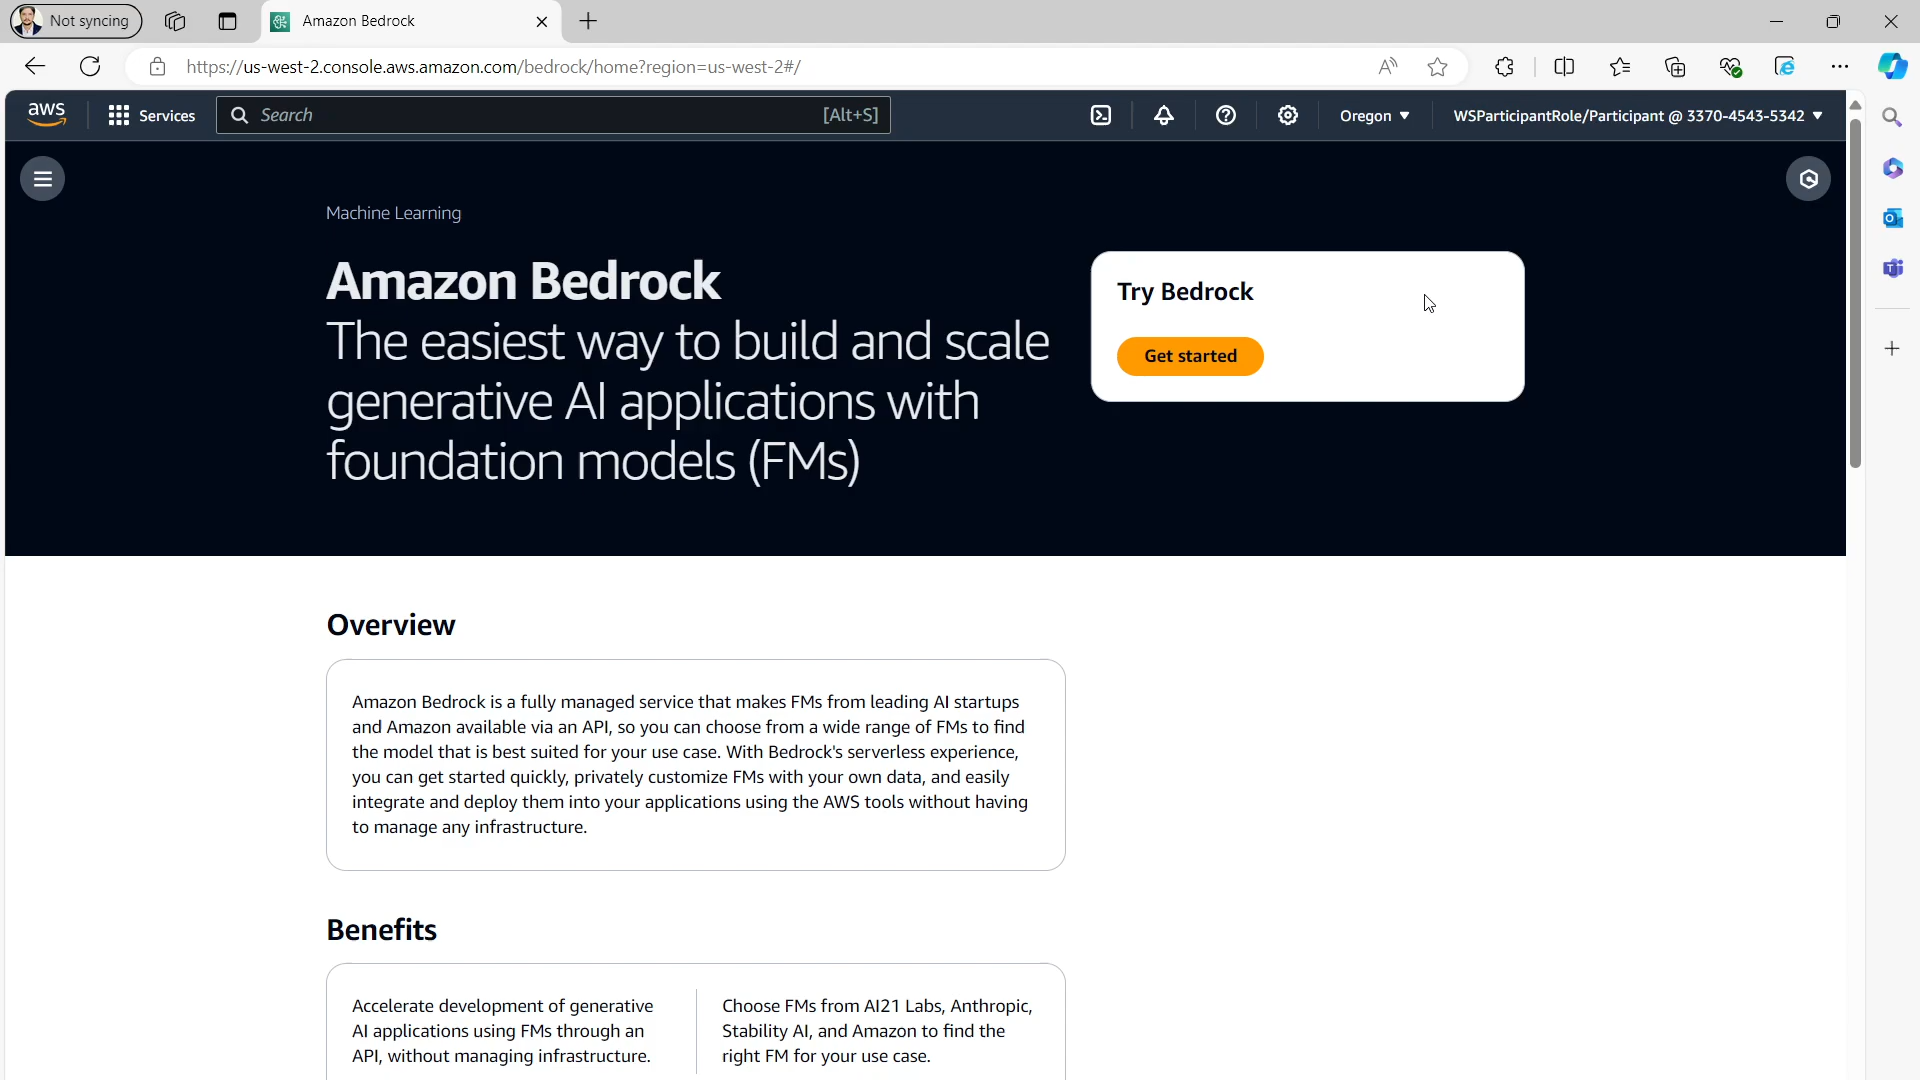 Not syncing
Amazon Bedrock
https://us-west-2.console.aws.amazon.com/bedrock/home?region=us-west-2#/
aws
Services
Search
[Alt+S]
Oregon
WSParticipantRole/Participant @ 3370-4543-5342
Machine Learning
Amazon Bedrock
The easiest way to build and scale
generative AI applications with
foundation models (FMs)
Try Bedrock
Get started
Overview
Amazon Bedrock is a fully managed service that makes FMs from leading AI startups
and Amazon available via an API, so you can choose from a wide range of FMs to find
the model that is best suited for your use case. With Bedrock's serverless experience,
you can get started quickly, privately customize FMs with your own data, and easily
integrate and deploy them into your applications using the AWS tools without having
to manage any infrastructure.
Benefits
Accelerate development of generative
AI applications using FMs through an
API, without managing infrastructure.
Choose FMs from AI21 Labs, Anthropic,
Stability AI, and Amazon to find the
right FM for your use case.